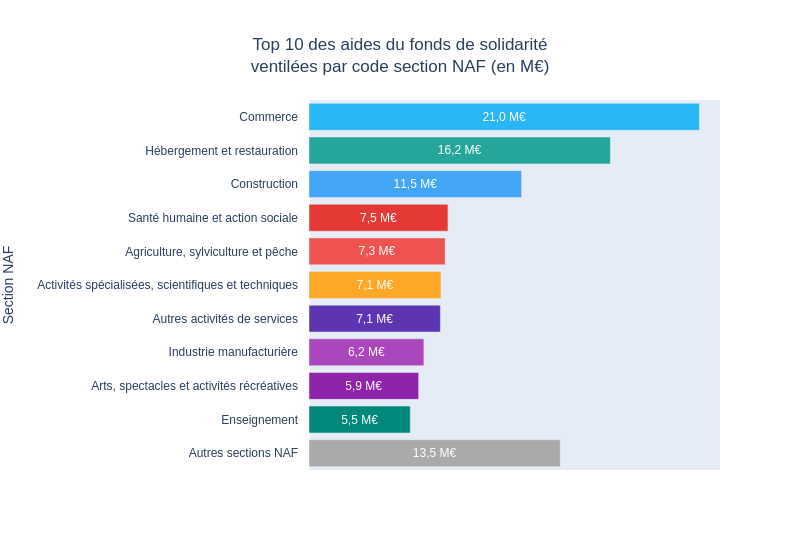 Top 10 des aides du fonds de solidarité
ventilées par code section NAF (en M€)
Section NAF
Commerce 21,0 M€
Hébergement et restauration 16,2 M€
Construction 11,5 M€
Santé humaine et action sociale 7,5 M€
Agriculture, sylviculture et pêche 7,3 M€
Activités spécialisées, scientifiques et techniques 7,1 M€
Autres activités de services 7,1 M€
Industrie manufacturière 6,2 M€
Arts, spectacles et activités récréatives 5,9 M€
Enseignement 5,5 M€
Autres sections NAF 13,5 M€